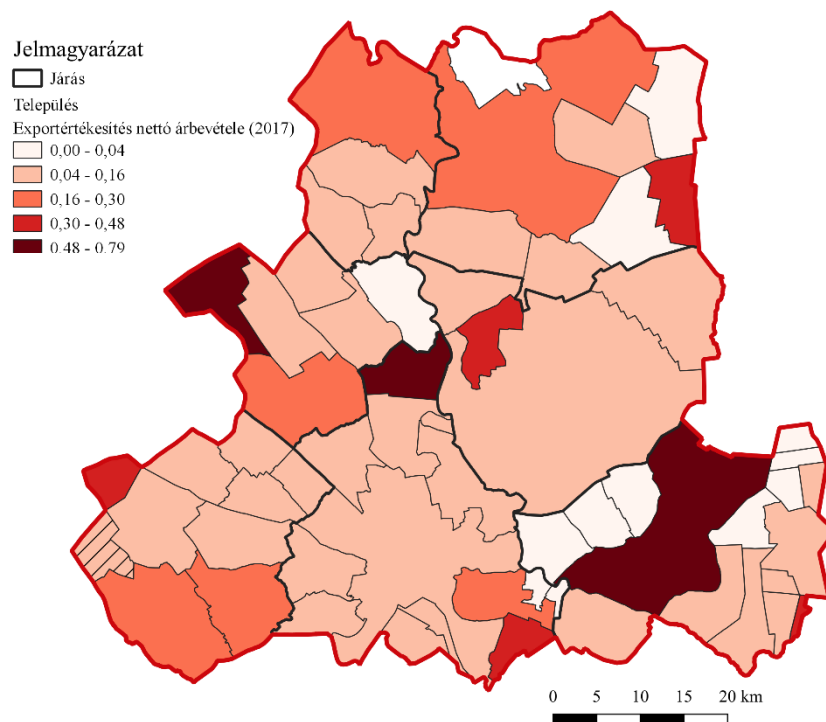 Jelmagyarázat
Járás
Település
Exportértékesítés nettó árbevétele (2017)
0,00 - 0,04
0,04 - 0,16
0,16 - 0,30
0,30 - 0,48
0,48 - 0,79
0 5 10 15 20 km